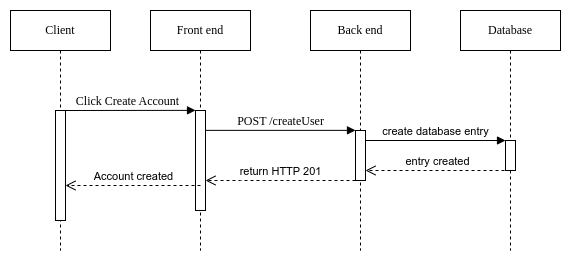 Client
Front end
Back end
Database
Click Create Account
POST /createUser
create database entry
entry created
return HTTP 201
Account created